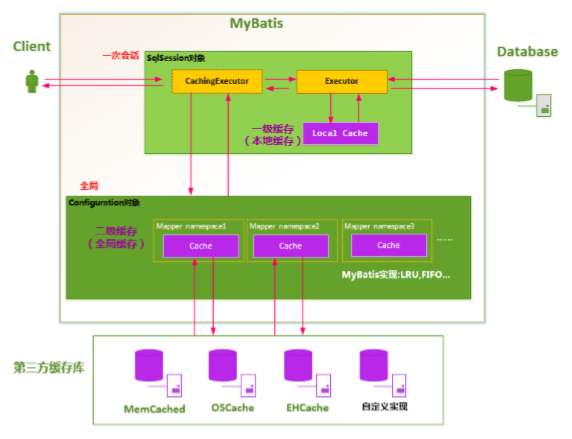 MyBatis
Client
Database
一次会话
SqlSession对象
CachingExecutor
Executor
一级缓存
（本地缓存）
Local Cache
全局
Configuration对象
二级缓存
（全局缓存）
Mapper namespace1
Cache
Mapper namespace2
Cache
Mapper namespace3
Cache
......
MyBatis实现:LRU,FIFO...
第三方缓存库
MemCached
OSCache
EHCache
自定义实现